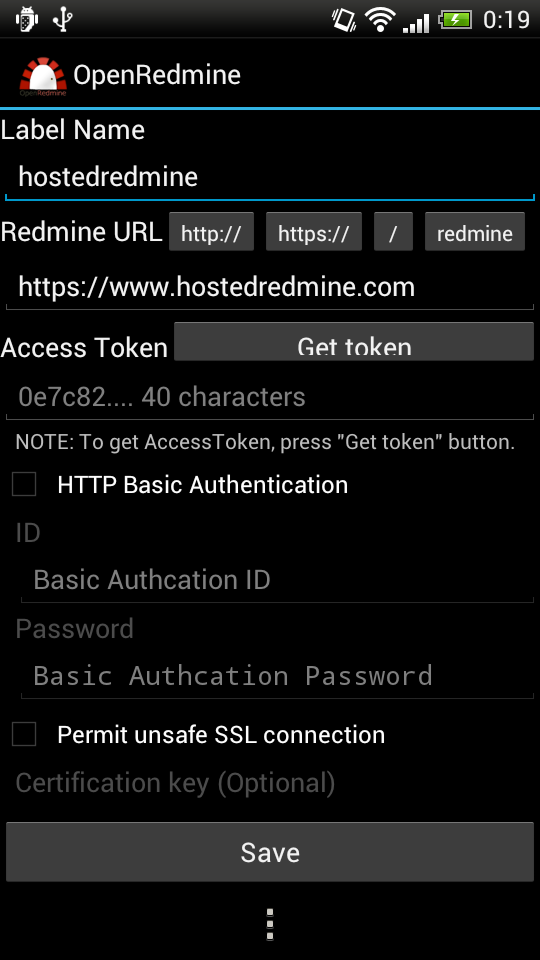 0:19
OpenRedmine
OpenRedmine
Label Name
hostedredmine
Redmine URL http:// https:// / redmine
https://www.hostedredmine.com
Access Token Get token
0e7c82.... 40 characters
NOTE: To get AccessToken, press "Get token" button.
HTTP Basic Authentication
ID
Basic Authcation ID
Password
Basic Authcation Password
Permit unsafe SSL connection
Certification key (Optional)
Save